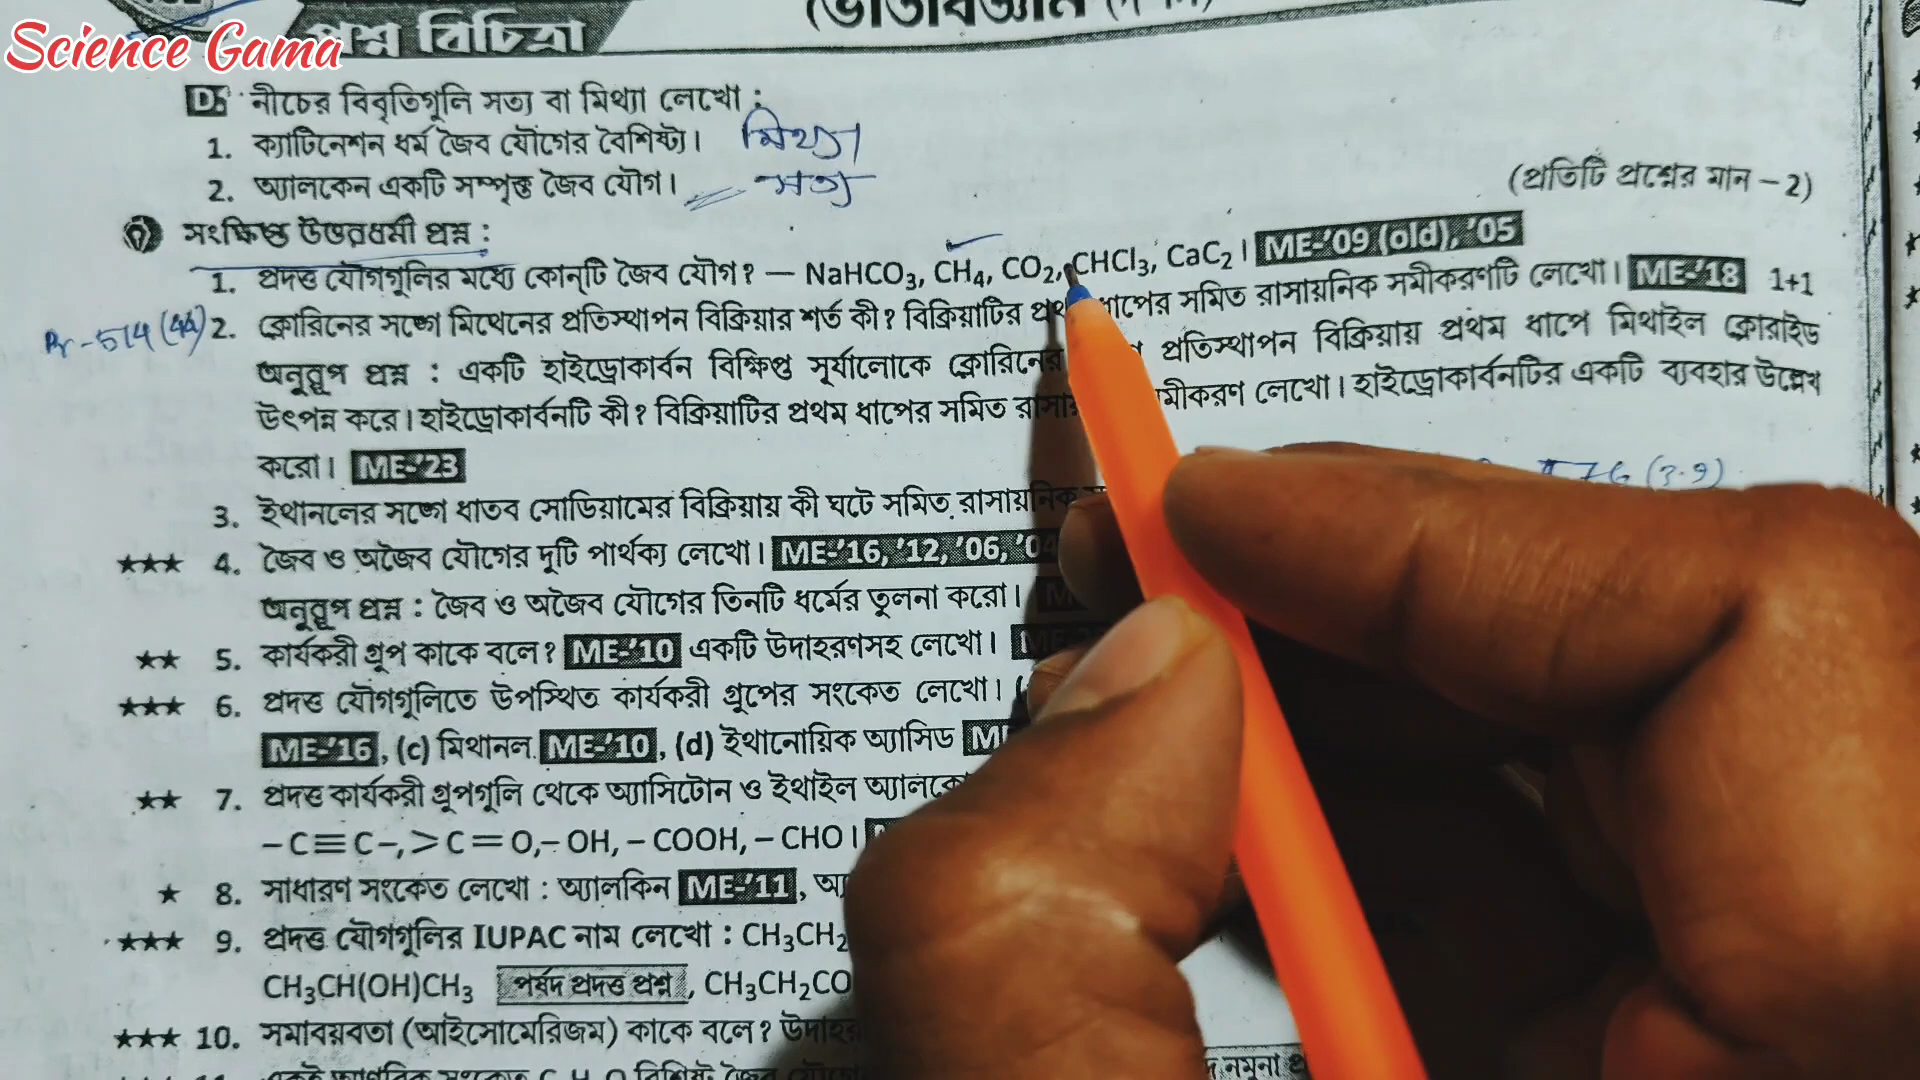 Science Gama
প্রশ্ন বিচিত্রা
D. নীচের বিবৃতিগুলি সত্য বা মিথ্যা লেখো :
1. ক্যাটিনেশন ধর্ম জৈব যৌগের বৈশিষ্ট্য। মিথ্যা
2. অ্যালকেন একটি সম্পৃক্ত জৈব যৌগ। সত্য
(প্রতিটি প্রশ্নের মান – 2)
সংক্ষিপ্ত উত্তরধর্মী প্রশ্ন :
1. প্রদত্ত যৌগগুলির মধ্যে কোন্‌টি জৈব যৌগ? — NaHCO₃, CH₄, CO₂, CHCl₃, CaC₂। ME-'09 (old), '05
2. ক্লোরিনের সঙ্গে মিথেনের প্রতিস্থাপন বিক্রিয়ার শর্ত কী? বিক্রিয়াটির ধাপের সমিত রাসায়নিক সমীকরণটি লেখো। ME-'18 1+1
অনুরূপ প্রশ্ন : একটি হাইড্রোকার্বন বিক্ষিপ্ত সূর্যালোকে ক্লোরিনের প্রতিস্থাপন বিক্রিয়ায় প্রথম ধাপে মিথাইল ক্লোরাইড
উৎপন্ন করে। হাইড্রোকার্বনটি কী? বিক্রিয়াটির প্রথম ধাপের সমিত লেখো। হাইড্রোকার্বনটির একটি ব্যবহার উল্লেখ
করো। ME-'23
3. ইথানলের সঙ্গে ধাতব সোডিয়ামের বিক্রিয়ায় কী ঘটে সমিত রাসায়নিক
★★★ 4. জৈব ও অজৈব যৌগের দুটি পার্থক্য লেখো। ME-'16, '12, '06, '04
অনুরূপ প্রশ্ন : জৈব ও অজৈব যৌগের তিনটি ধর্মের তুলনা করো।
★★ 5. কার্যকরী গ্রুপ কাকে বলে? ME-'10 একটি উদাহরণসহ লেখো।
★★★ 6. প্রদত্ত যৌগগুলিতে উপস্থিত কার্যকরী গ্রুপের সংকেত লেখো।
ME-'16, (c) মিথানল ME-'10, (d) ইথানোয়িক অ্যাসিড
★★ 7. প্রদত্ত কার্যকরী গ্রুপগুলি থেকে অ্যাসিটোন ও ইথাইল
–C≡C–, >C=O, –OH, –COOH, –CHO।
★ 8. সাধারণ সংকেত লেখো : অ্যালকিন ME-'11,
★★★ 9. প্রদত্ত যৌগগুলির IUPAC নাম লেখো : CH₃CH₂
CH₃CH(OH)CH₃ পর্ষদ প্রদত্ত প্রশ্ন, CH₃CH₂CO
★★★ 10. সমাবয়বতা (আইসোমেরিজম) কাকে বলে?